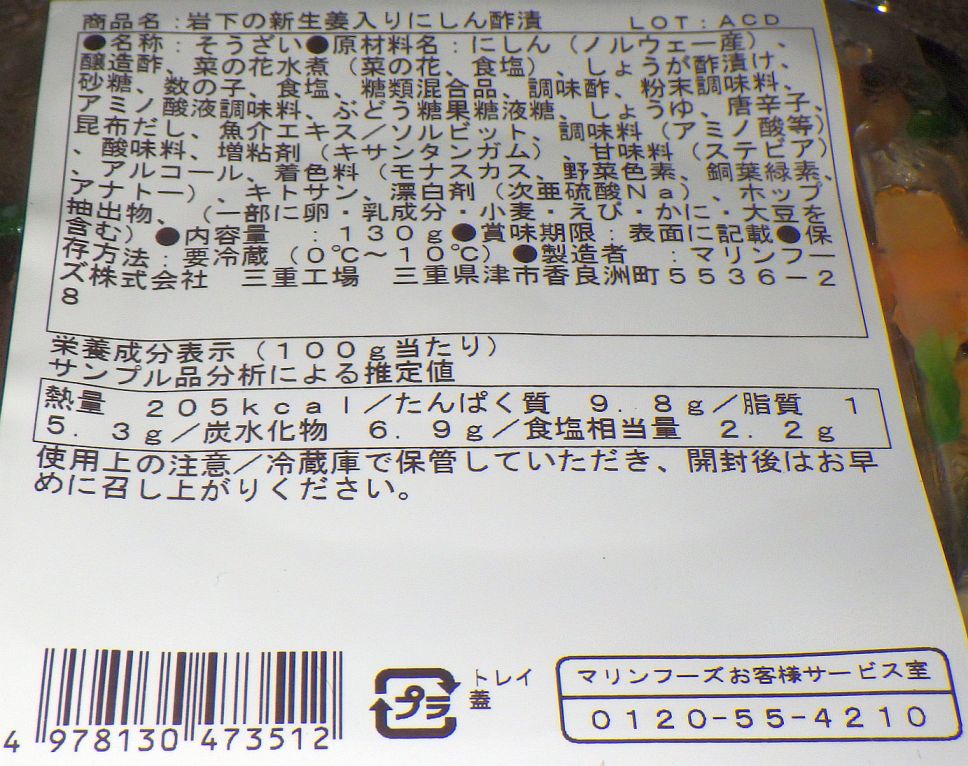 商品名：岩下の新生姜入りにしん酢漬　　LOT：ACD
●名称：そうざい●原材料名：にしん（ノルウェー産）、
醸造酢、菜の花水煮（菜の花、食塩）、しょうが酢漬け、
砂糖、数の子、食塩、糖類混合品、調味酢、粉末調味料、
アミノ酸液調味料、ぶどう糖果糖液糖、しょうゆ、唐辛子、
昆布だし、魚介エキス／ソルビット、調味料（アミノ酸等）
、酸味料、増粘剤（キサンタンガム）、甘味料（ステビア）
、アルコール、着色料（モナスカス、野菜色素、銅葉緑素、
アナトー）、キトサン、漂白剤（次亜硫酸Ｎａ）、ホップ
抽出物、（一部に卵・乳成分・小麦・えび・かに・大豆を
含む）●内容量　：１３０ｇ●賞味期限：表面に記載●保
存方法：要冷蔵（０℃～１０℃）●製造者　：マリンフー
ズ株式会社　三重工場　三重県津市香良洲町５５３６－２
８
栄養成分表示（１００ｇ当たり）
サンプル品分析による推定値
熱量　２０５ｋｃａｌ／たんぱく質　９．８ｇ／脂質　１
５．３ｇ／炭水化物　６．９ｇ／食塩相当量　２．２ｇ
使用上の注意／冷蔵庫で保管していただき、開封後はお早
めに召し上がりください。
プラ
トレイ
蓋
マリンフーズお客様サービス室
０１２０-５５-４２１０
4 978130 473512